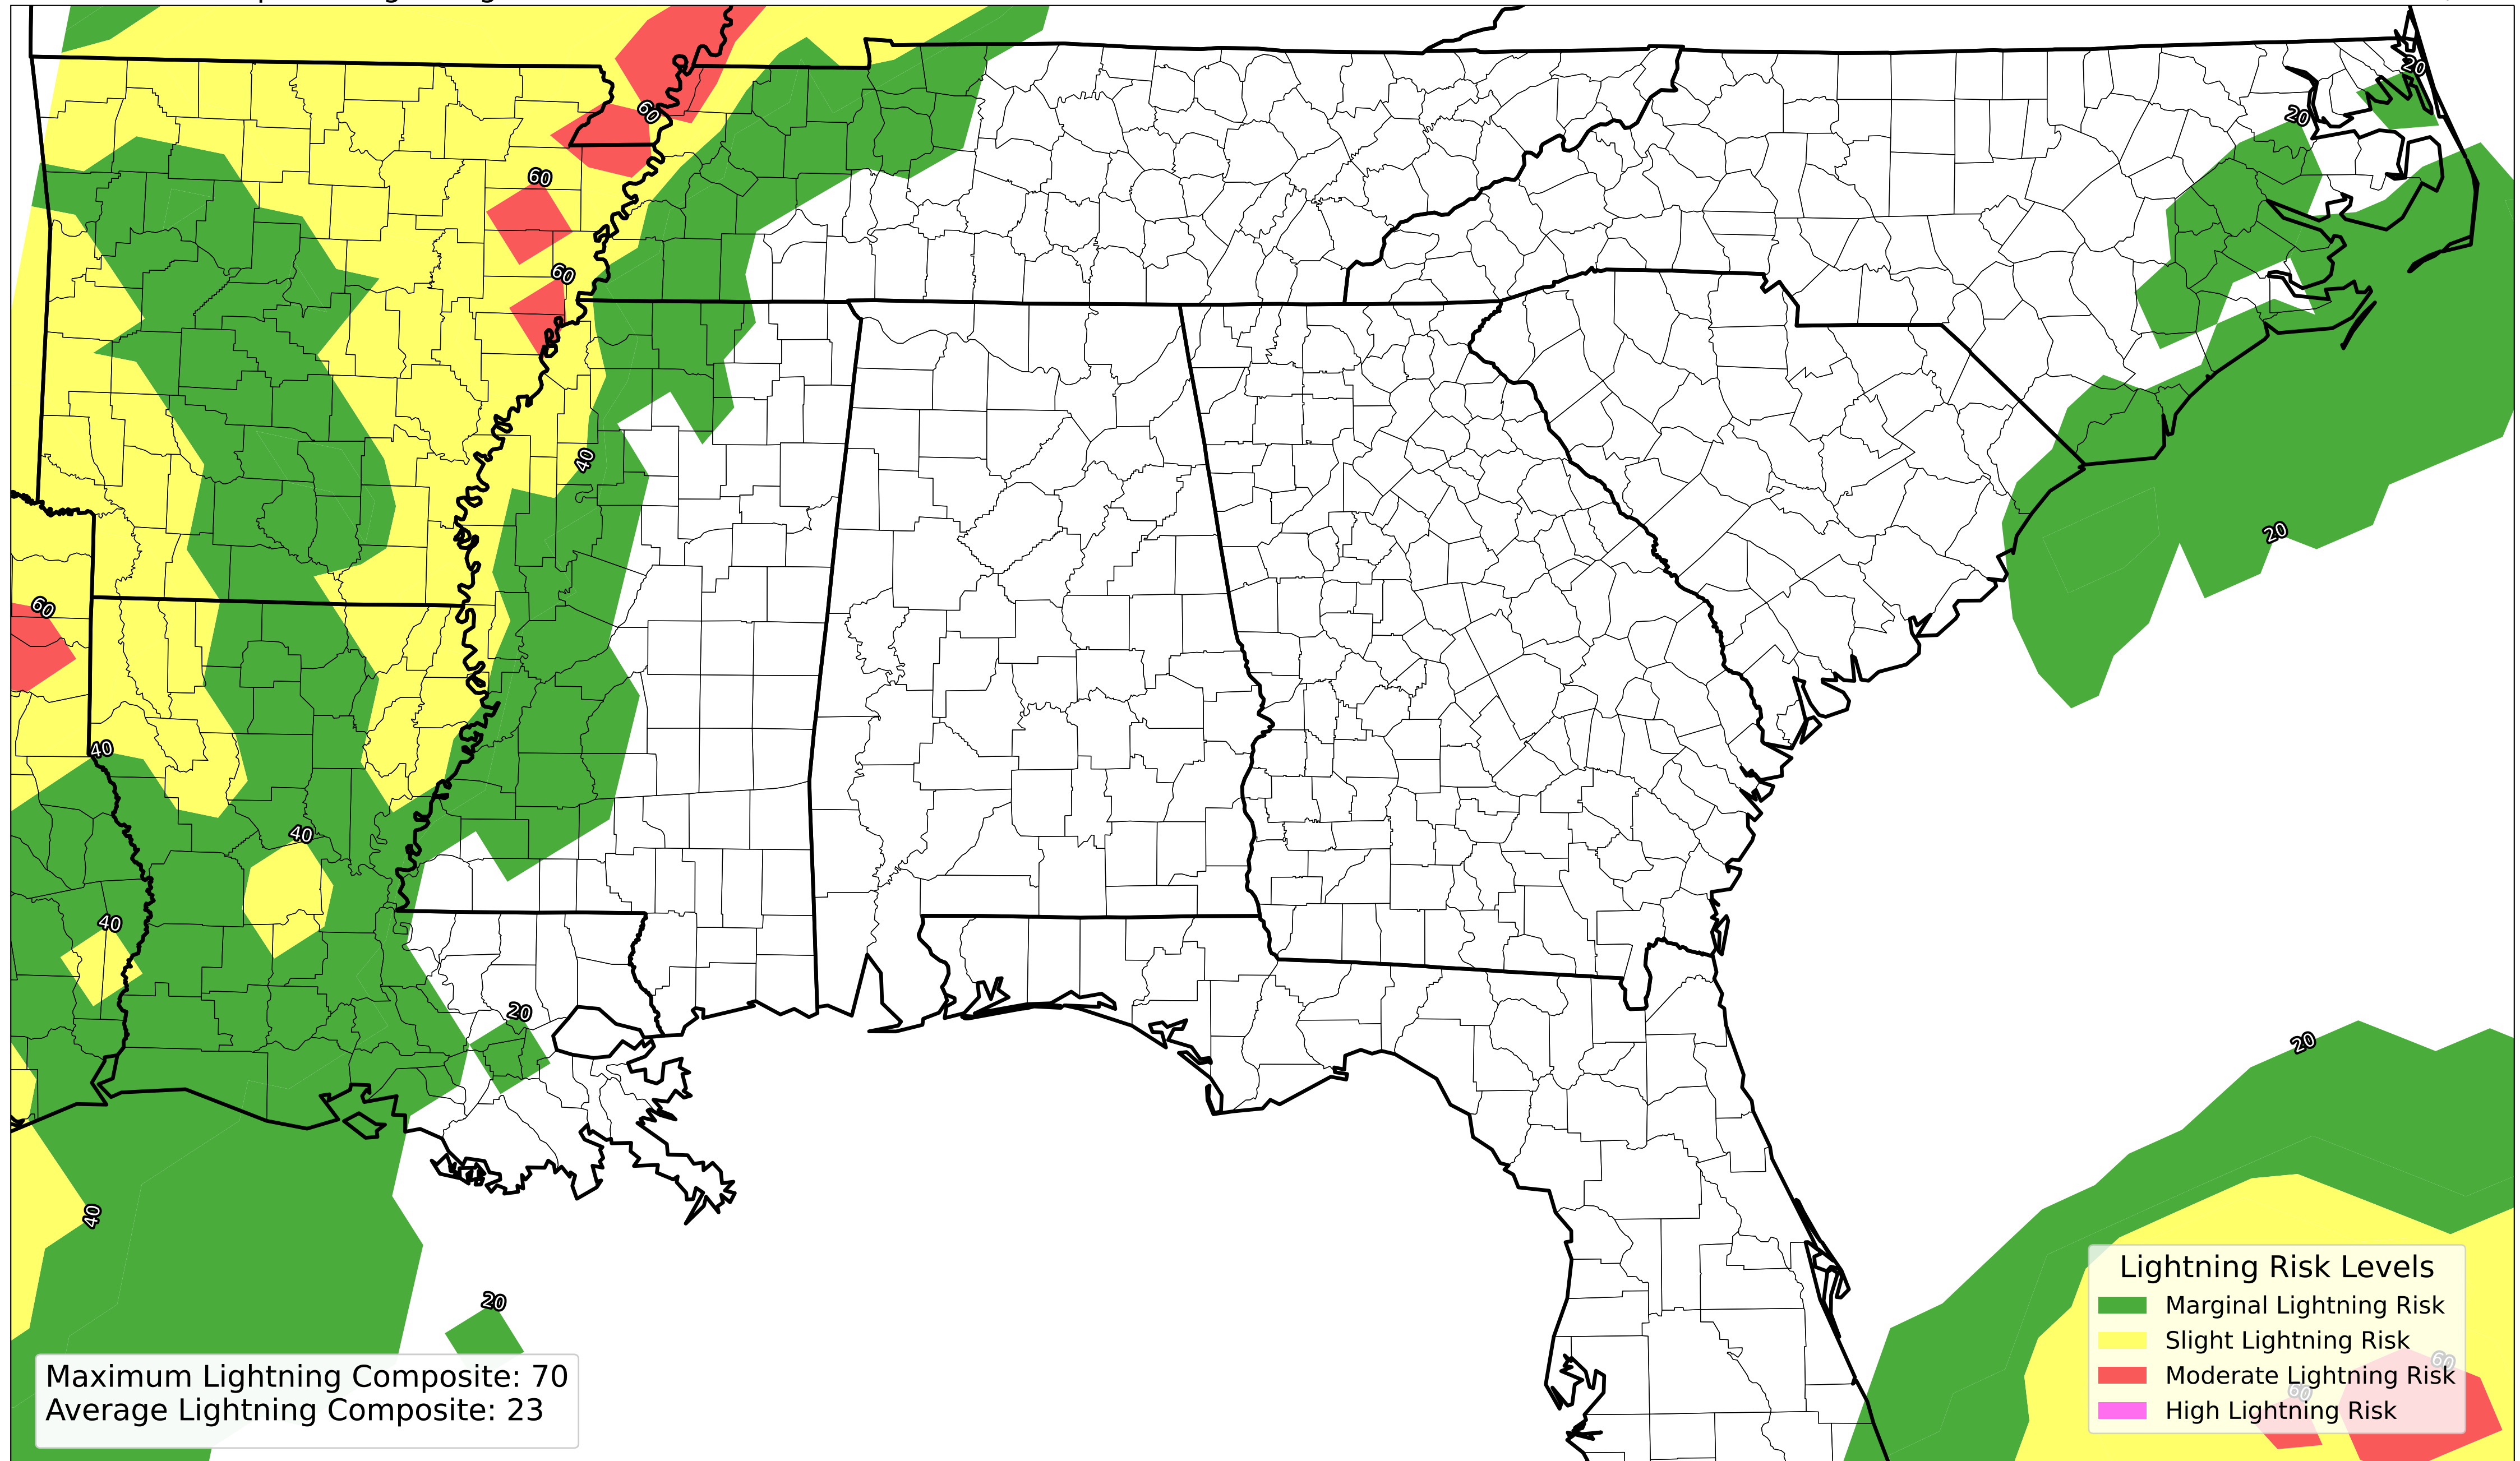 20
20
60
60
60
40
20
60
40
40
40
20
20
40
20
Lightning Risk Levels
Marginal Lightning Risk
Slight Lightning Risk
Moderate Lightning Risk
60
60
High Lightning Risk
Maximum Lightning Composite: 70
Average Lightning Composite: 23